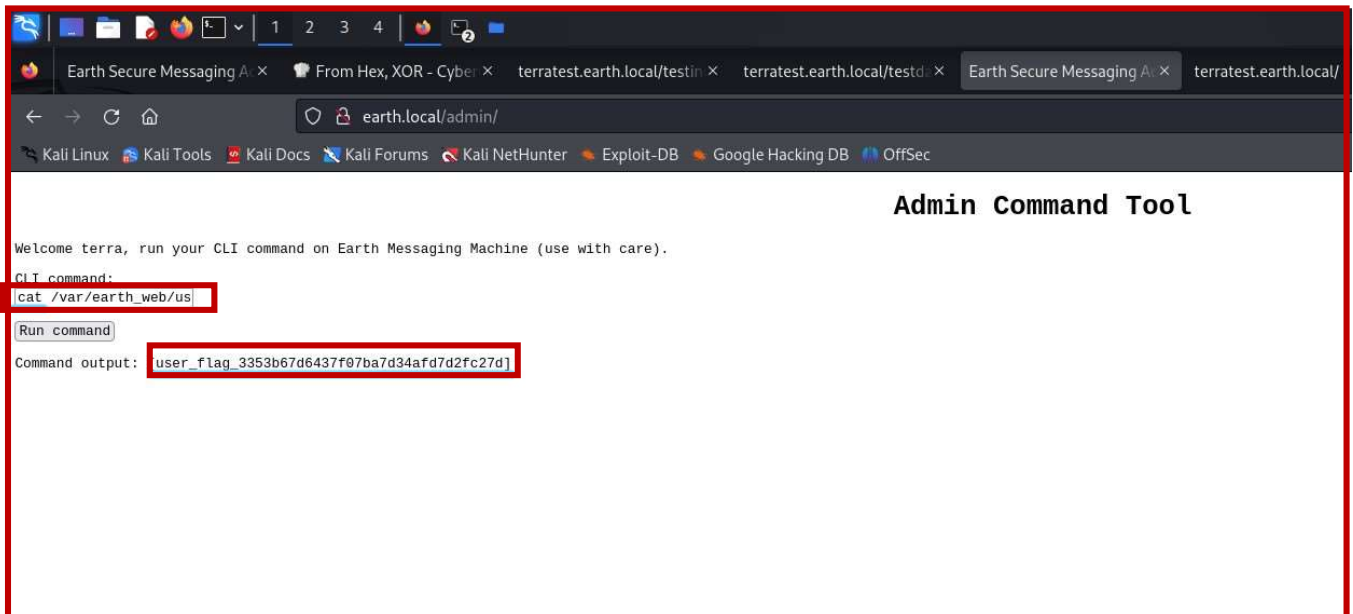 1 2 3 4 2
Earth Secure Messaging A × From Hex, XOR - Cyber × terratest.earth.local/testin × terratest.earth.local/testda × Earth Secure Messaging A × terratest.earth.local/
earth.local/admin/
Kali Linux Kali Tools Kali Docs Kali Forums Kali NetHunter Exploit-DB Google Hacking DB OffSec
Admin Command Tool
Welcome terra, run your CLI command on Earth Messaging Machine (use with care).
CLI command:
cat /var/earth_web/us
Run command
Command output: [user_flag_3353b67d6437f07ba7d34afd7d2fc27d]